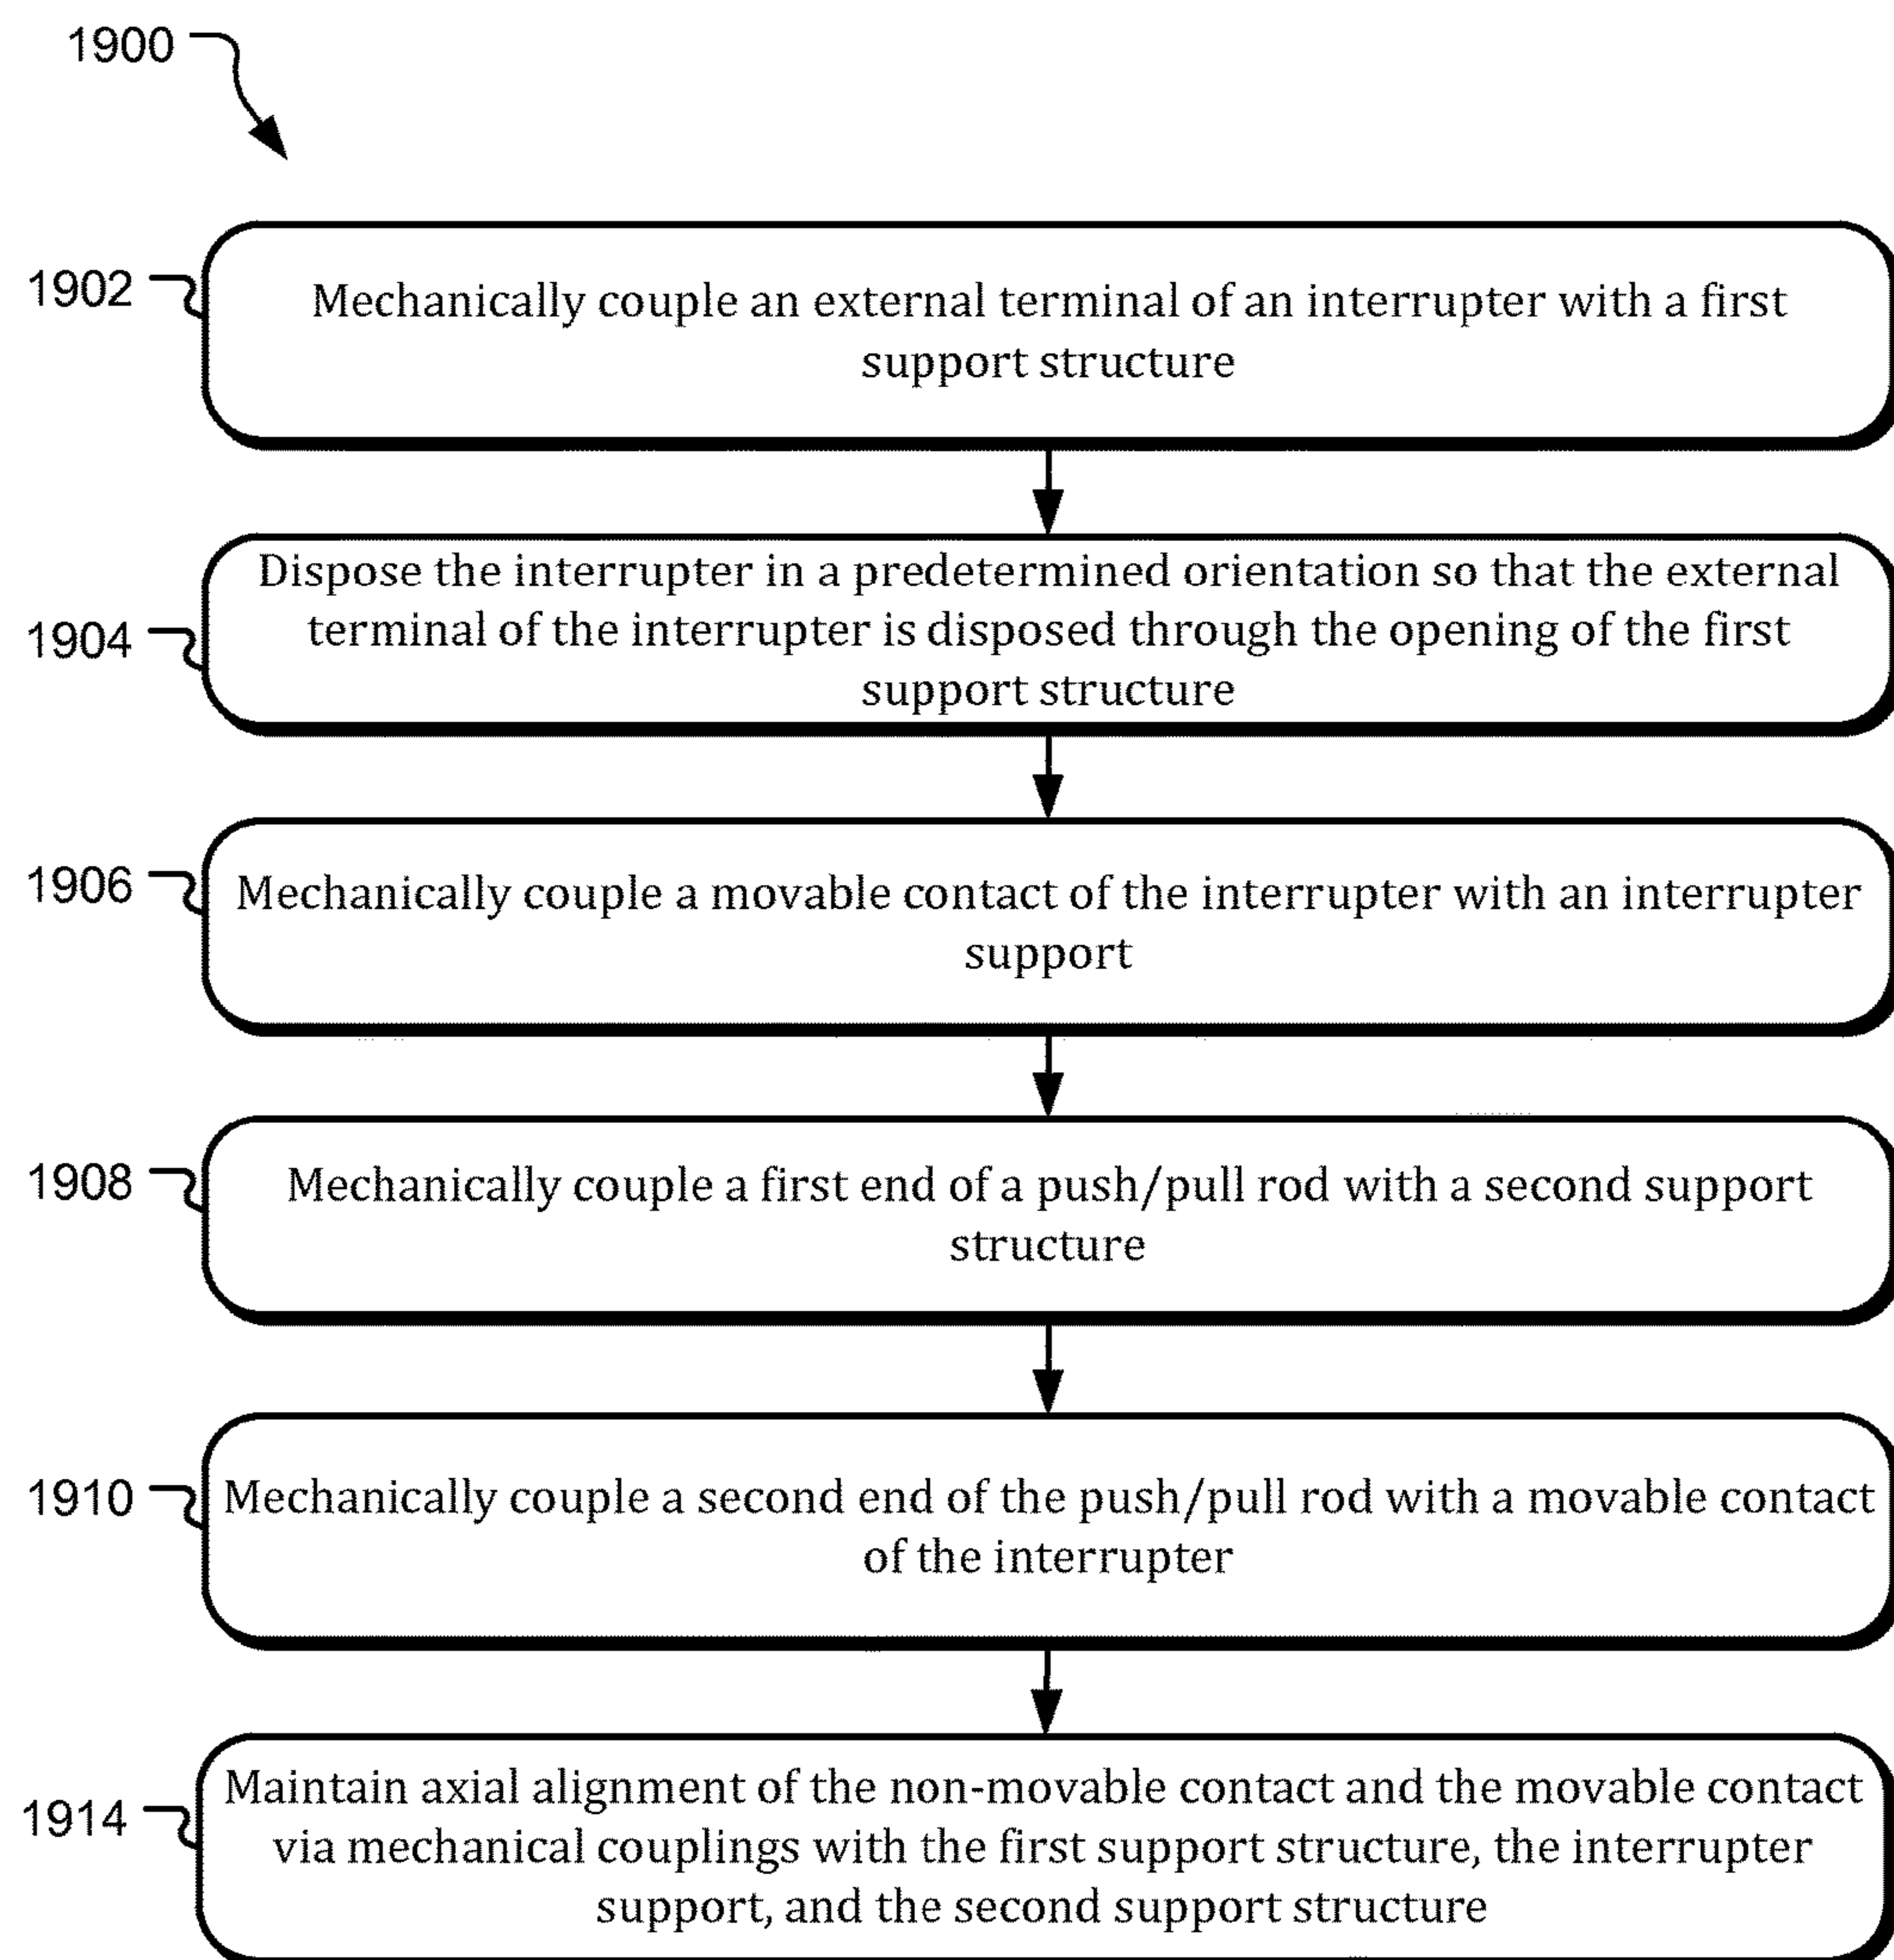 1900
1902
Mechanically couple an external terminal of an interrupter with a first
support structure
Dispose the interrupter in a predetermined orientation so that the external
1904
terminal of the interrupter is disposed through the opening of the first
support structure
1906
Mechanically couple a movable contact of the interrupter with an interrupter
support
1908
Mechanically couple a first end of a push/pull rod with a second support
structure
1910
Mechanically couple a second end of the push/pull rod with a movable contact
of the interrupter
Maintain axial alignment of the non-movable contact and the movable contact
1914
via mechanical couplings with the first support structure, the interrupter
support, and the second support structure